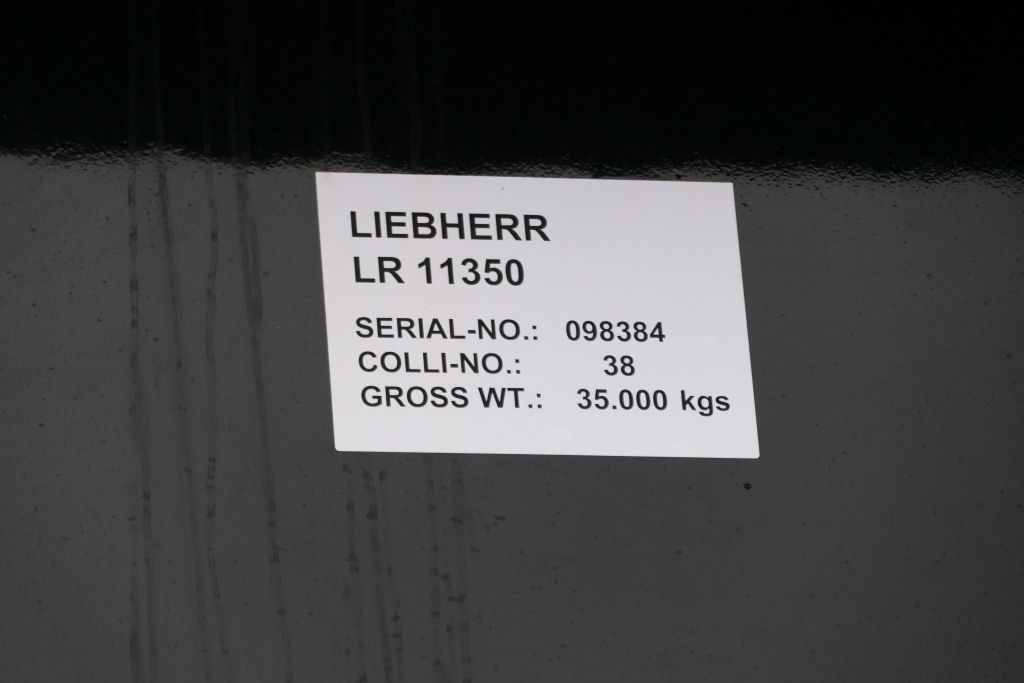 LIEBHERR
LR 11350
SERIAL-NO.: 098384
COLLI-NO.: 38
GROSS WT.: 35.000 kgs